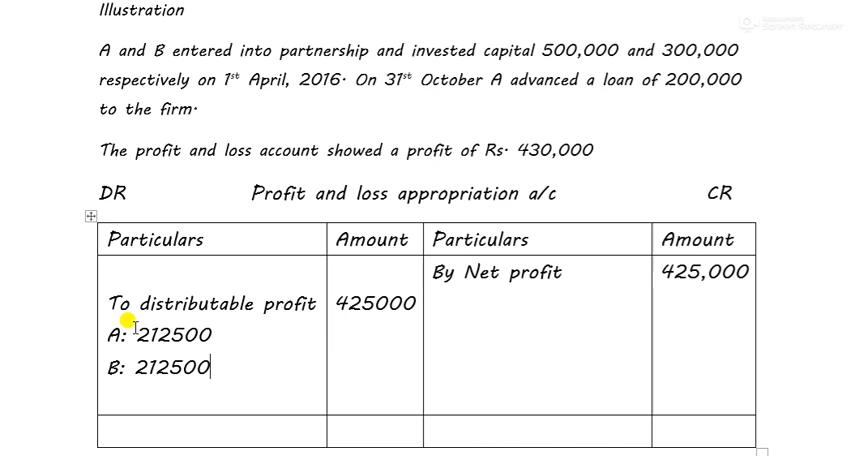 Illustration
A and B entered into partnership and invested capital 500,000 and 300,000
respectively on 1st April, 2016. On 31st October A advanced a loan of 200,000
to the firm.
The profit and loss account showed a profit of Rs. 430,000
DR Profit and loss appropriation a/c CR
Particulars Amount Particulars Amount
By Net profit 425,000
To distributable profit 425000
A: 212500
B: 212500